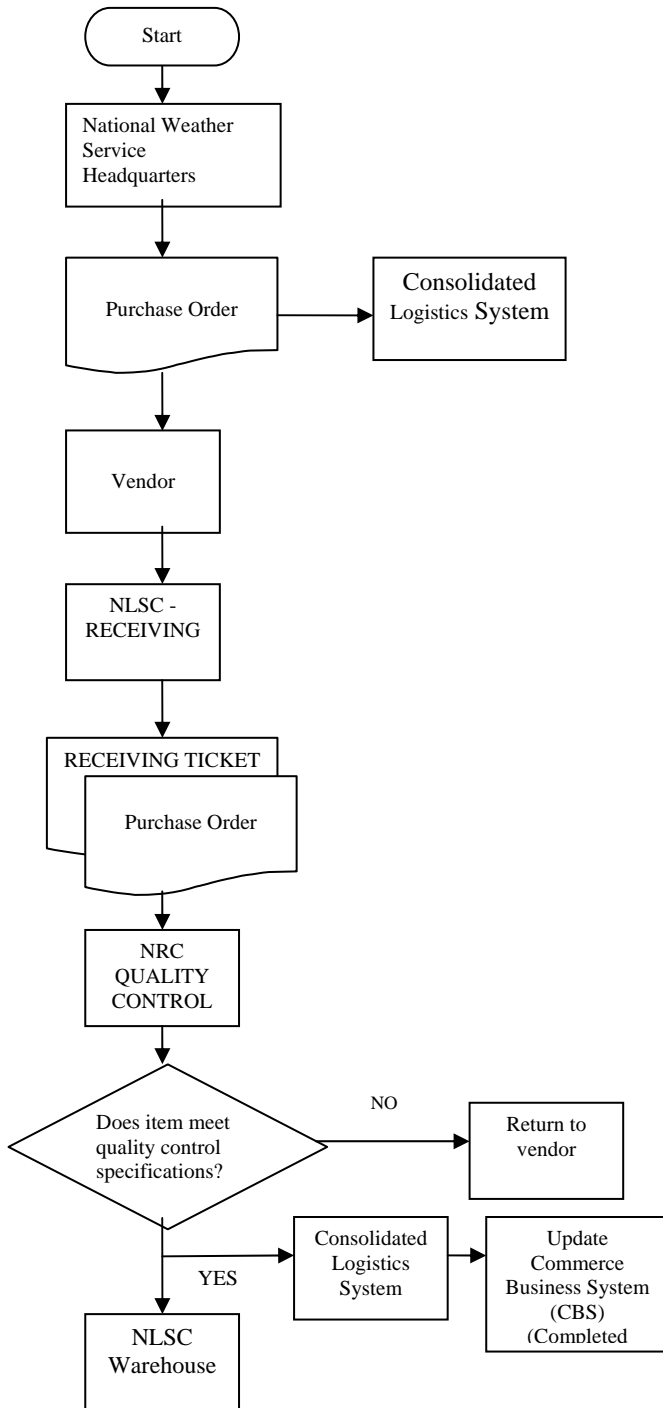 Start
National Weather
Service
Headquarters
Purchase Order
Consolidated
Logistics System
Vendor
NLSC -
RECEIVING
RECEIVING TICKET
Purchase Order
NRC
QUALITY
CONTROL
Does item meet
quality control
specifications?
NO
Return to
vendor
YES
Consolidated
Logistics
System
Update
Commerce
Business System
(CBS)
(Completed
NLSC
Warehouse